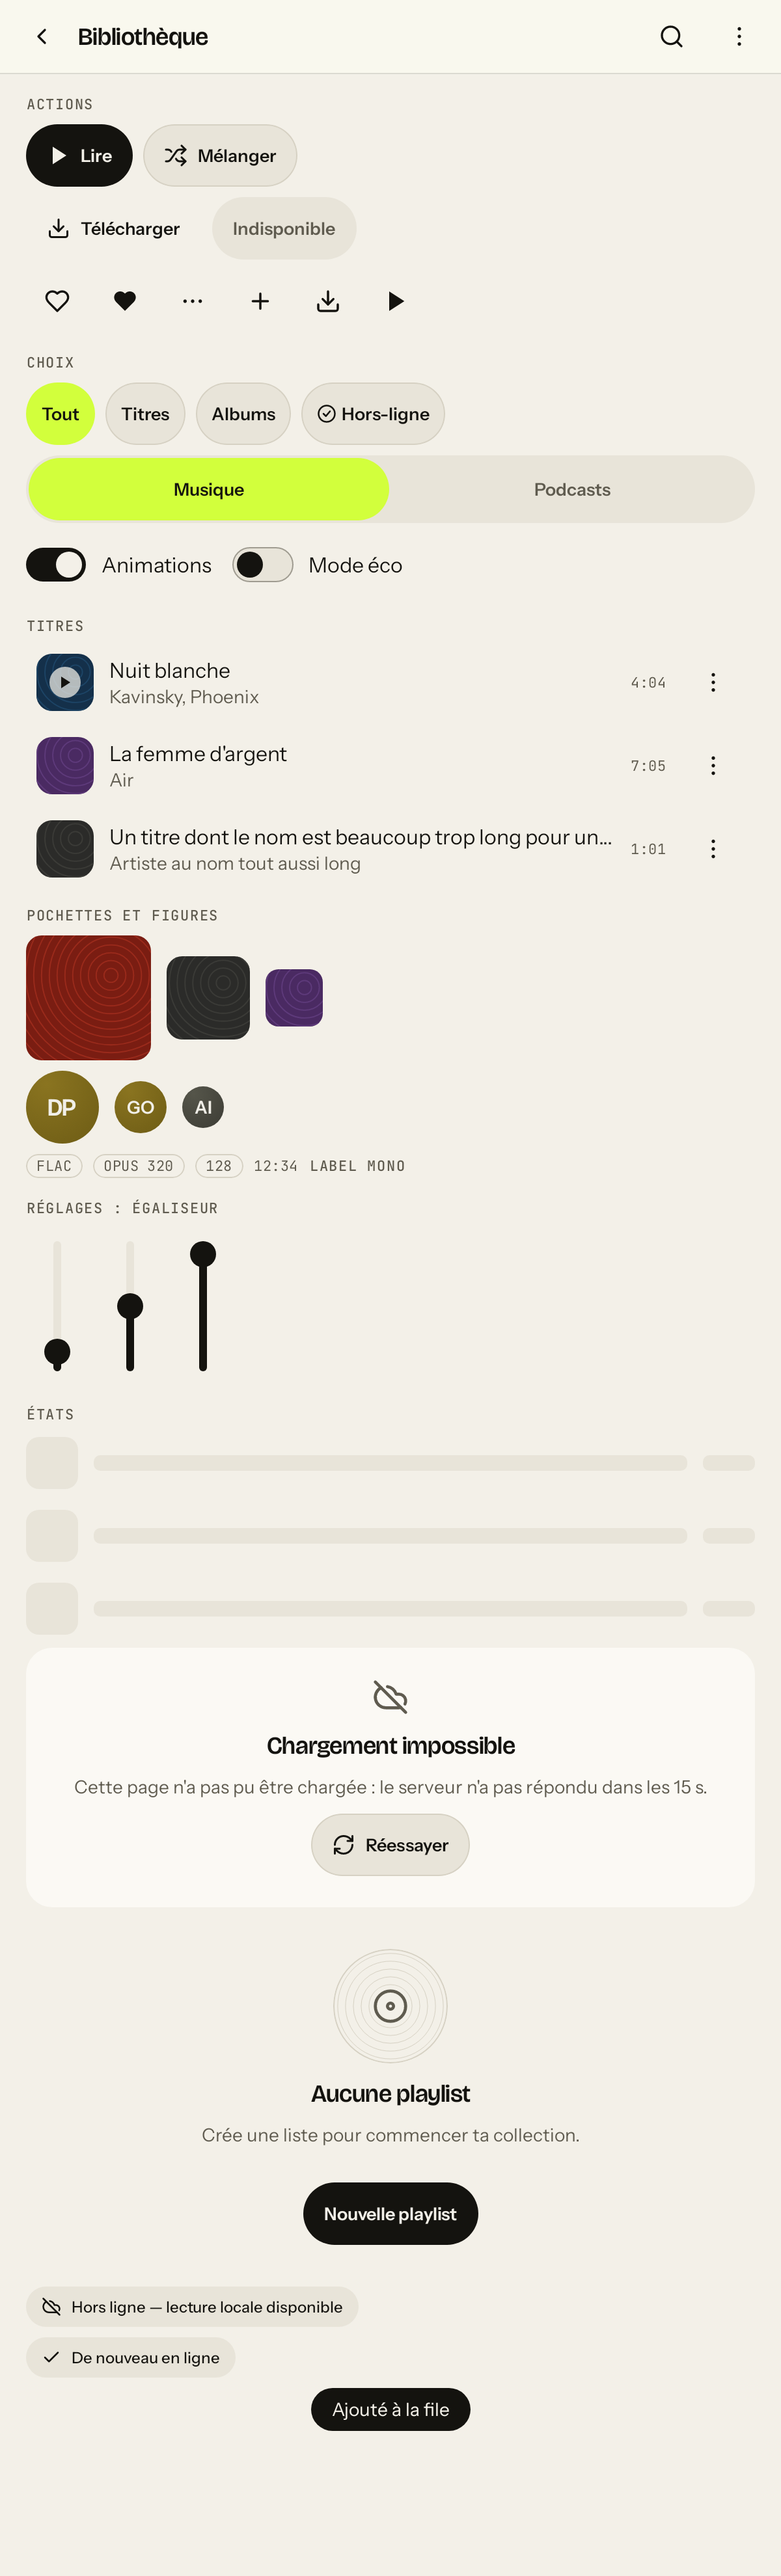 Bibliothèque
ACTIONS
Lire
Mélanger
Télécharger
Indisponible
CHOIX
Tout
Titres
Albums
Hors-ligne
Musique
Podcasts
Animations
Mode éco
TITRES
Nuit blanche
Kavinsky, Phoenix
4:04
La femme d'argent
Air
7:05
Un titre dont le nom est beaucoup trop long pour un...
Artiste au nom tout aussi long
1:01
POCHETTES ET FIGURES
DP
GO
AI
FLAC
OPUS 320
128
12:34
LABEL MONO
RÉGLAGES : ÉGALISEUR
ÉTATS
Chargement impossible
Cette page n'a pas pu être chargée : le serveur n'a pas répondu dans les 15 s.
Réessayer
Aucune playlist
Crée une liste pour commencer ta collection.
Nouvelle playlist
Hors ligne — lecture locale disponible
De nouveau en ligne
Ajouté à la file